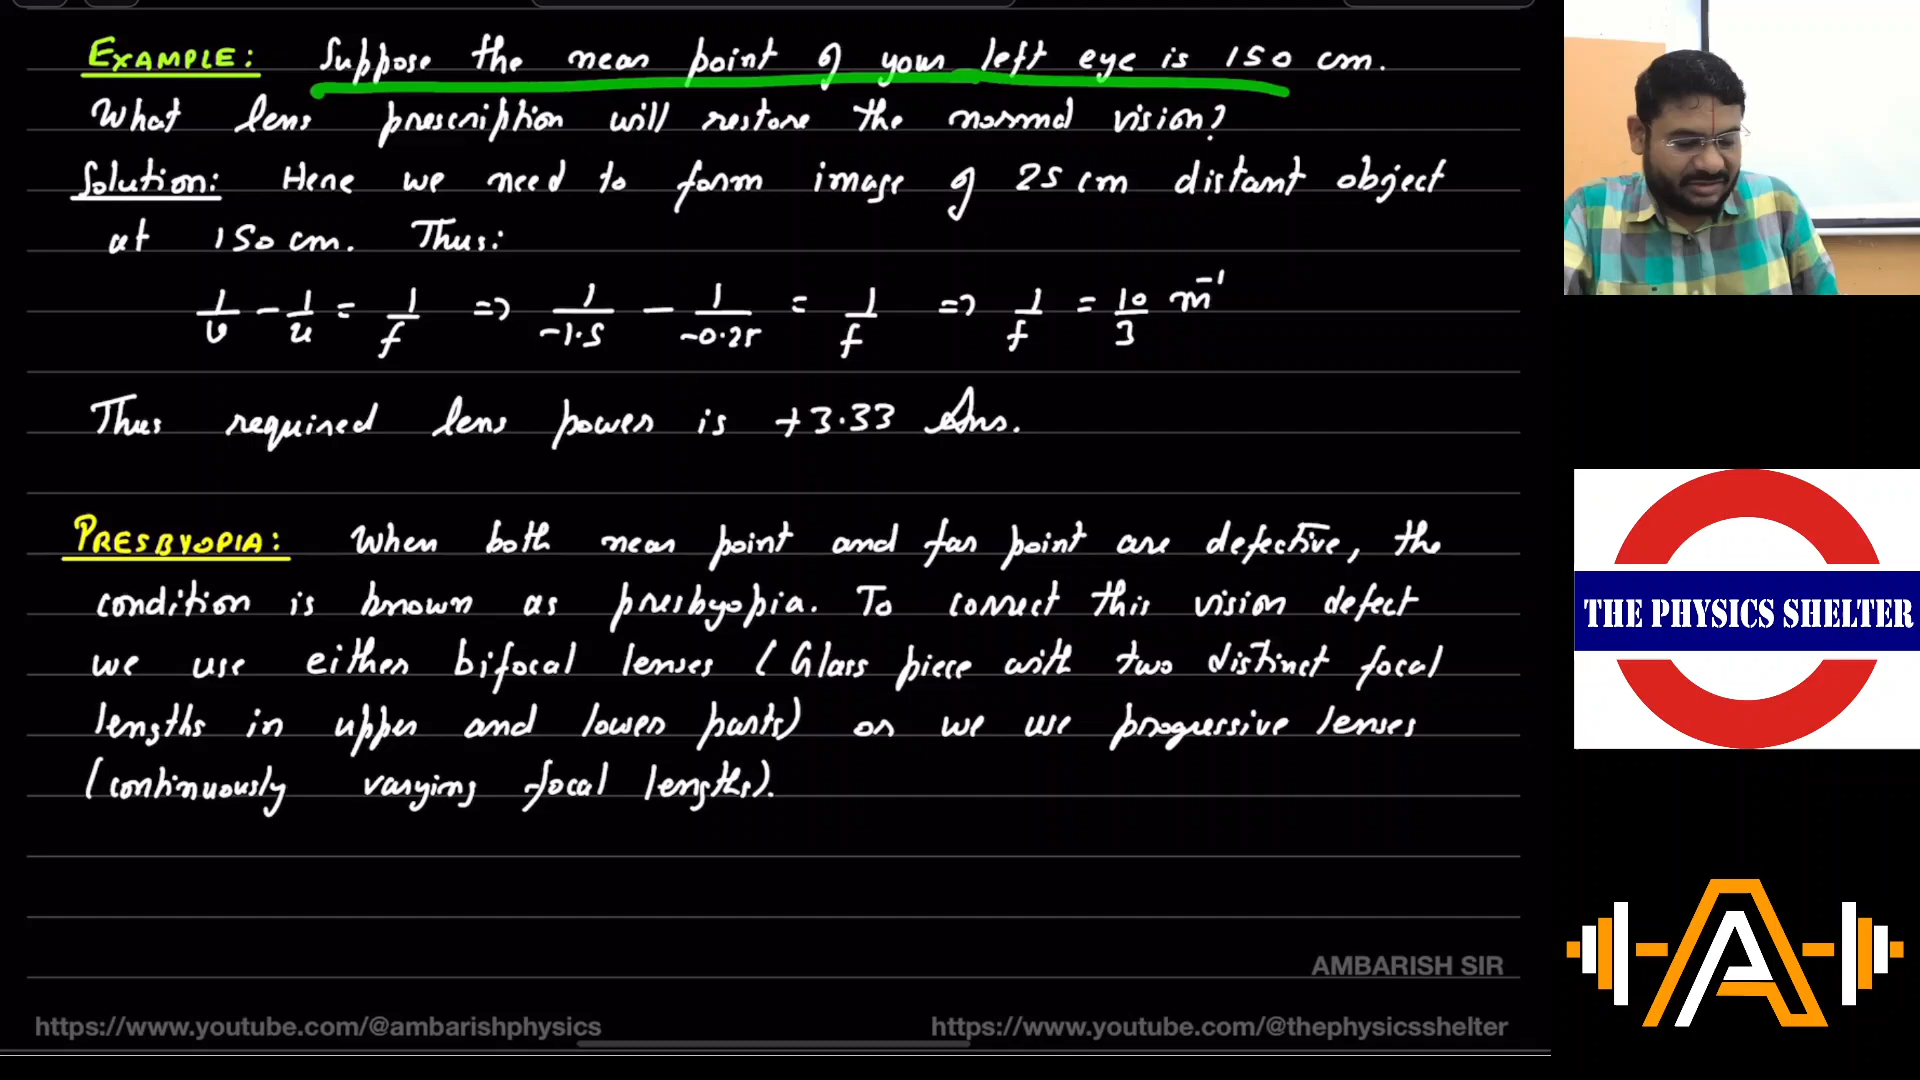 EXAMPLE: Suppose the near point of your left eye is 150 cm.
What lens prescription will restore the normal vision?
Solution: Here we need to form image of 25 cm distant object
at 150 cm. Thus:
1/v - 1/u = 1/f => 1/-1.5 - 1/-0.25 = 1/f => 1/f = 10/3 m⁻¹
Thus required lens power is +3.33 Ans.
PRESBYOPIA: When both near point and far point are defective, the
condition is known as presbyopia. To correct this vision defect
we use either bifocal lenses (Glass piece with two distinct focal
lengths in upper and lower parts) or we use progressive lenses
(continuously varying focal lengths).
THE PHYSICS SHELTER
AMBARISH SIR
https://www.youtube.com/@ambarishphysics
https://www.youtube.com/@thephysicsshelter